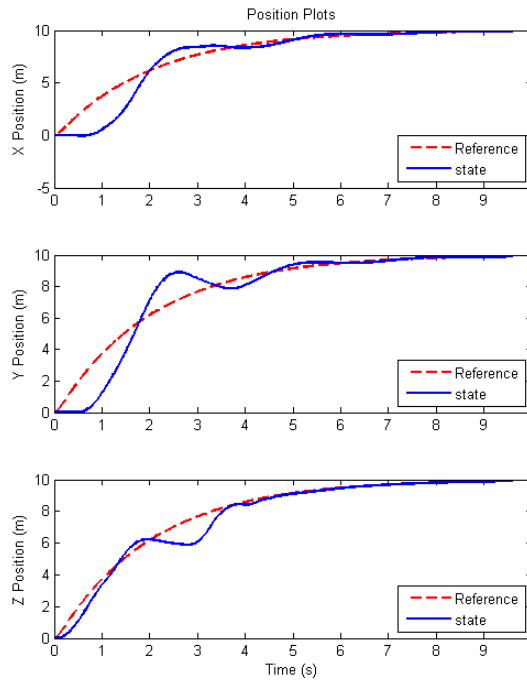 Position Plots
10
5
0
-5
X Position (m)
Reference
state
0 1 2 3 4 5 6 7 8 9
10
8
6
4
2
0
Y Position (m)
Reference
state
0 1 2 3 4 5 6 7 8 9
10
8
6
4
2
0
Z Position (m)
Reference
state
0 1 2 3 4 5 6 7 8 9
Time (s)